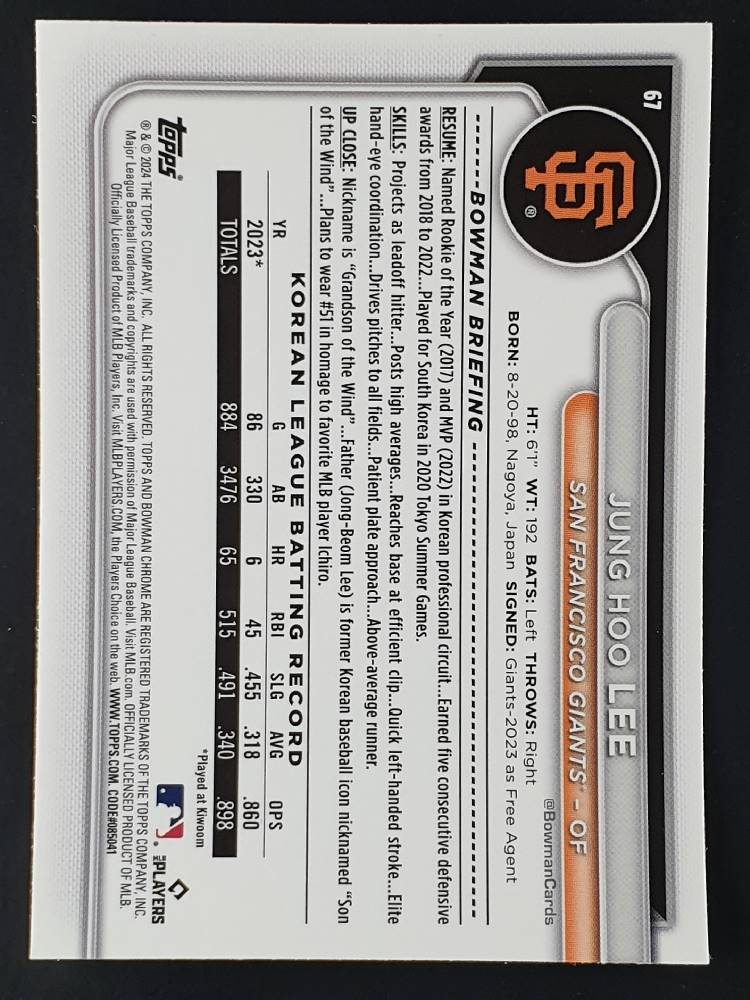 67
SF ®
JUNG HOO LEE
SAN FRANCISCO GIANTS® – OF
@BowmanCards
HT: 6'1" WT: 192 BATS: Left THROWS: Right
BORN: 8-20-98, Nagoya, Japan SIGNED: Giants-2023 as Free Agent
BOWMAN BRIEFING
RESUME: Named Rookie of the Year (2017) and MVP (2022) in Korean professional circuit...Earned five consecutive defensive
awards from 2018 to 2022...Played for South Korea in 2020 Tokyo Summer Games.
SKILLS: Projects as leadoff hitter...Posts high averages...Reaches base at efficient clip...Quick left-handed stroke....Elite
hand-eye coordination...Drives pitches to all fields...Patient plate approach...Above-average runner.
UP CLOSE: Nickname is "Grandson of the Wind"...Father (Jong-Beom Lee) is former Korean baseball icon nicknamed "Son
of the Wind"...Plans to wear #51 in homage to favorite MLB player Ichiro.
KOREAN LEAGUE BATTING RECORD
YR G AB HR RBI SLG AVG OPS
2023* 86 330 6 45 .455 .318 .860
TOTALS 884 3476 65 515 .491 .340 .898
*Played at Kiwoom
topps®
MLB PLAYERS
® & © 2024 THE TOPPS COMPANY, INC. ALL RIGHTS RESERVED. TOPPS AND BOWMAN CHROME ARE REGISTERED TRADEMARKS OF THE TOPPS COMPANY, INC.
Major League Baseball trademarks and copyrights are used with permission of Major League Baseball. Visit MLB.com. OFFICIALLY LICENSED PRODUCT OF MLB.
Officially Licensed Product of MLB Players, Inc. Visit MLBPLAYERS.COM, the Players Choice on the web. WWW.TOPPS.COM. CODE#085041